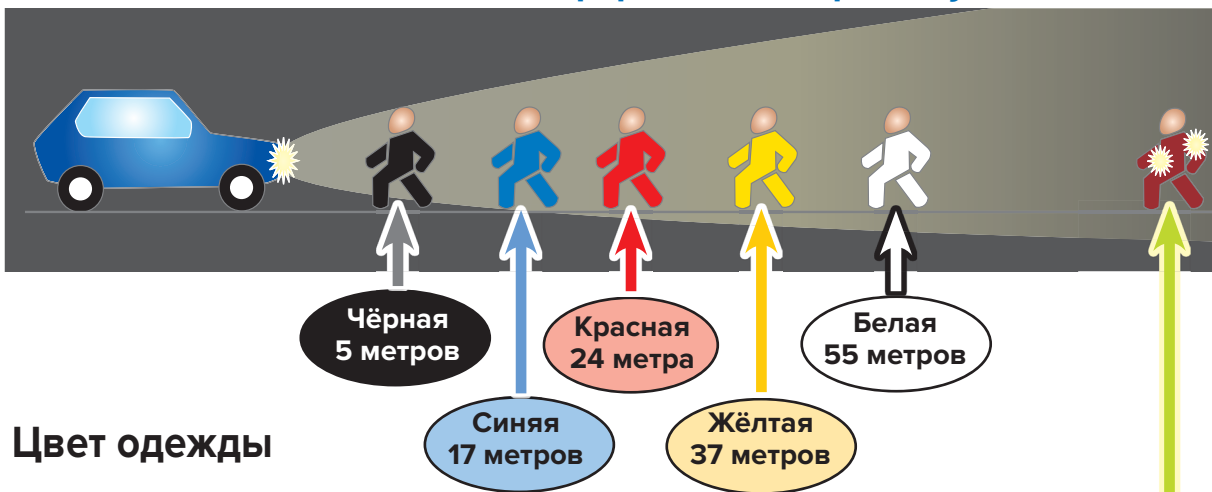 Чёрная
5 метров
Красная
24 метра
Белая
55 метров
Синяя
17 метров
Жёлтая
37 метров
Цвет одежды